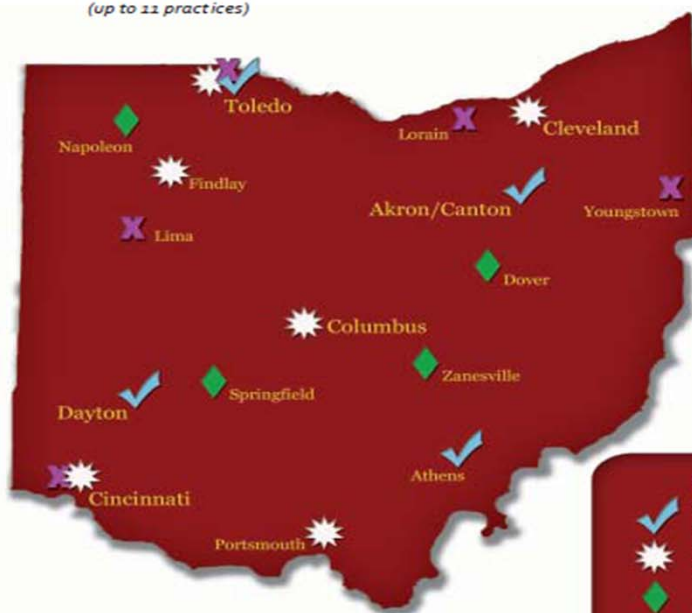 (up to 11 practices)
Toledo
Lorain
Cleveland
Napoleon
Findlay
Akron/Canton
Youngstown
Lima
Dover
Columbus
Zanesville
Springfield
Dayton
Athens
Cincinnati
Portsmouth